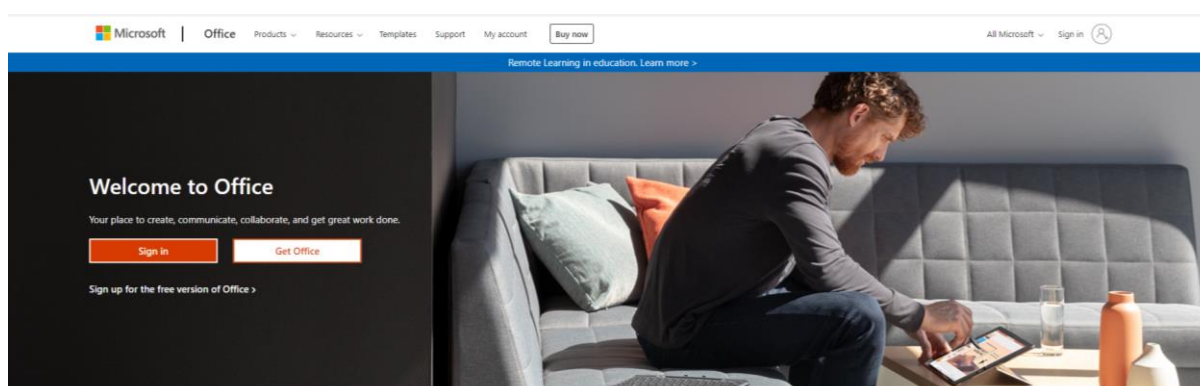 Microsoft Office Products Resources Templates Support My account Buy now All Microsoft Sign in
Remote Learning in education. Learn more >
Welcome to Office
Your place to create, communicate, collaborate, and get great work done.
Sign in Get Office
Sign up for the free version of Office >